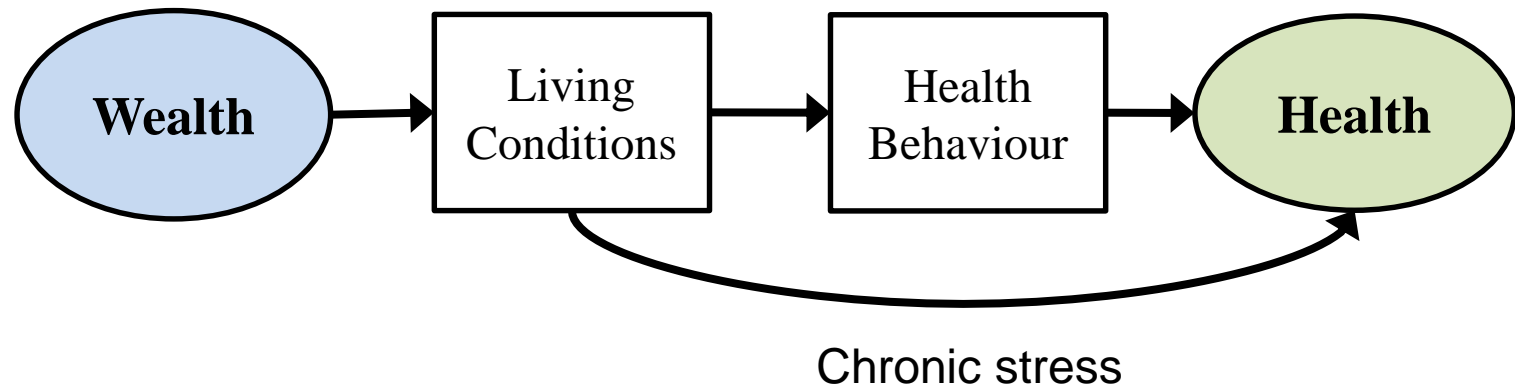 Wealth
Living
Conditions
Health
Behaviour
Health
Chronic stress